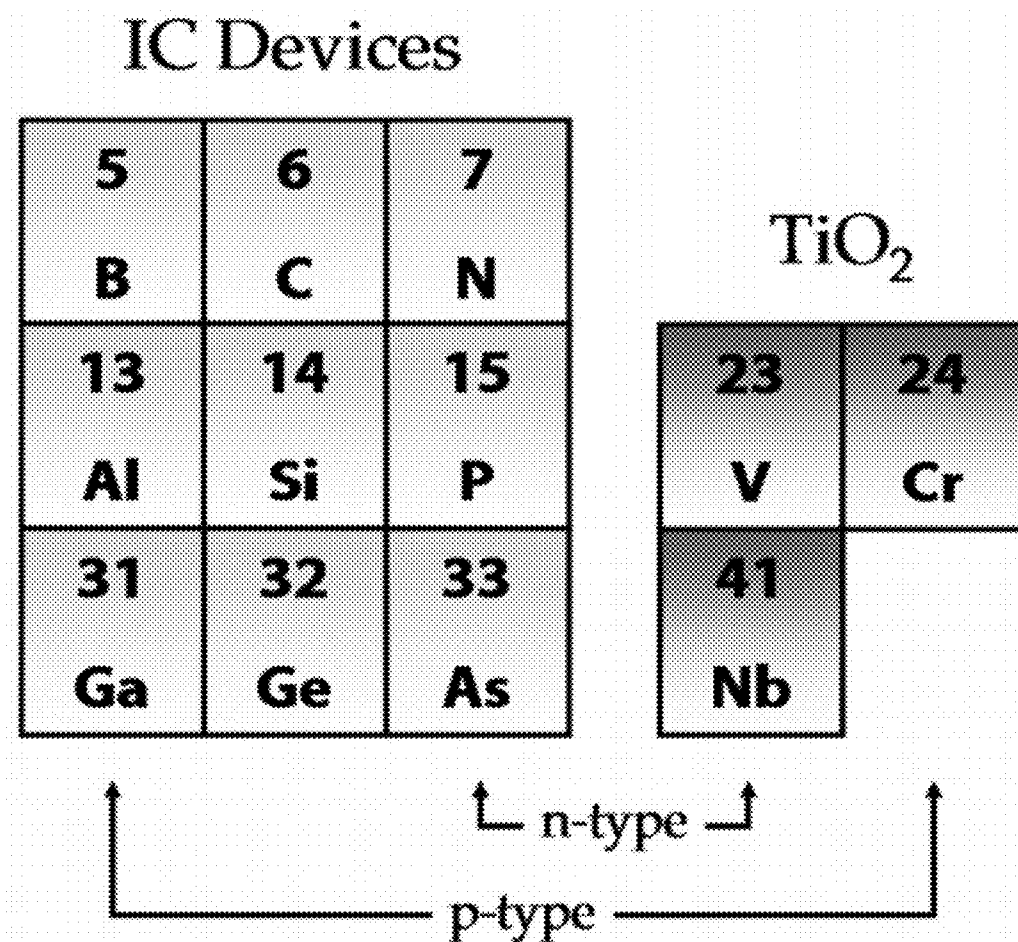 IC Devices
5 6 7
B C N
TiO₂
13 14 15 23 24
Al Si P V Cr
31 32 33 41
Ga Ge As Nb
n-type
p-type